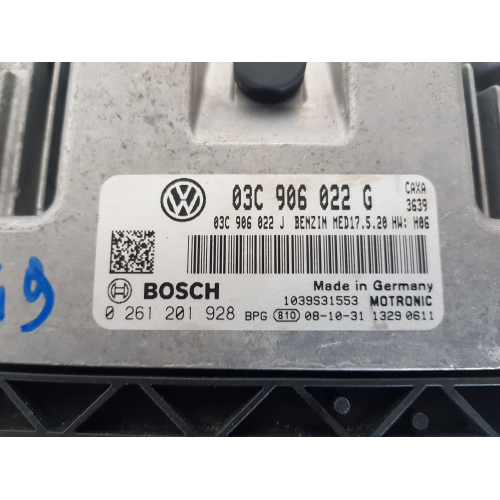 03C 906 022 G CAXA
3639
03C 906 022 J BENZIN MED17.5.20 HW: H06
Made in Germany
BOSCH 1039S31553 MOTRONIC
0 261 201 928 BPG 810 08-10-31 1329 0611